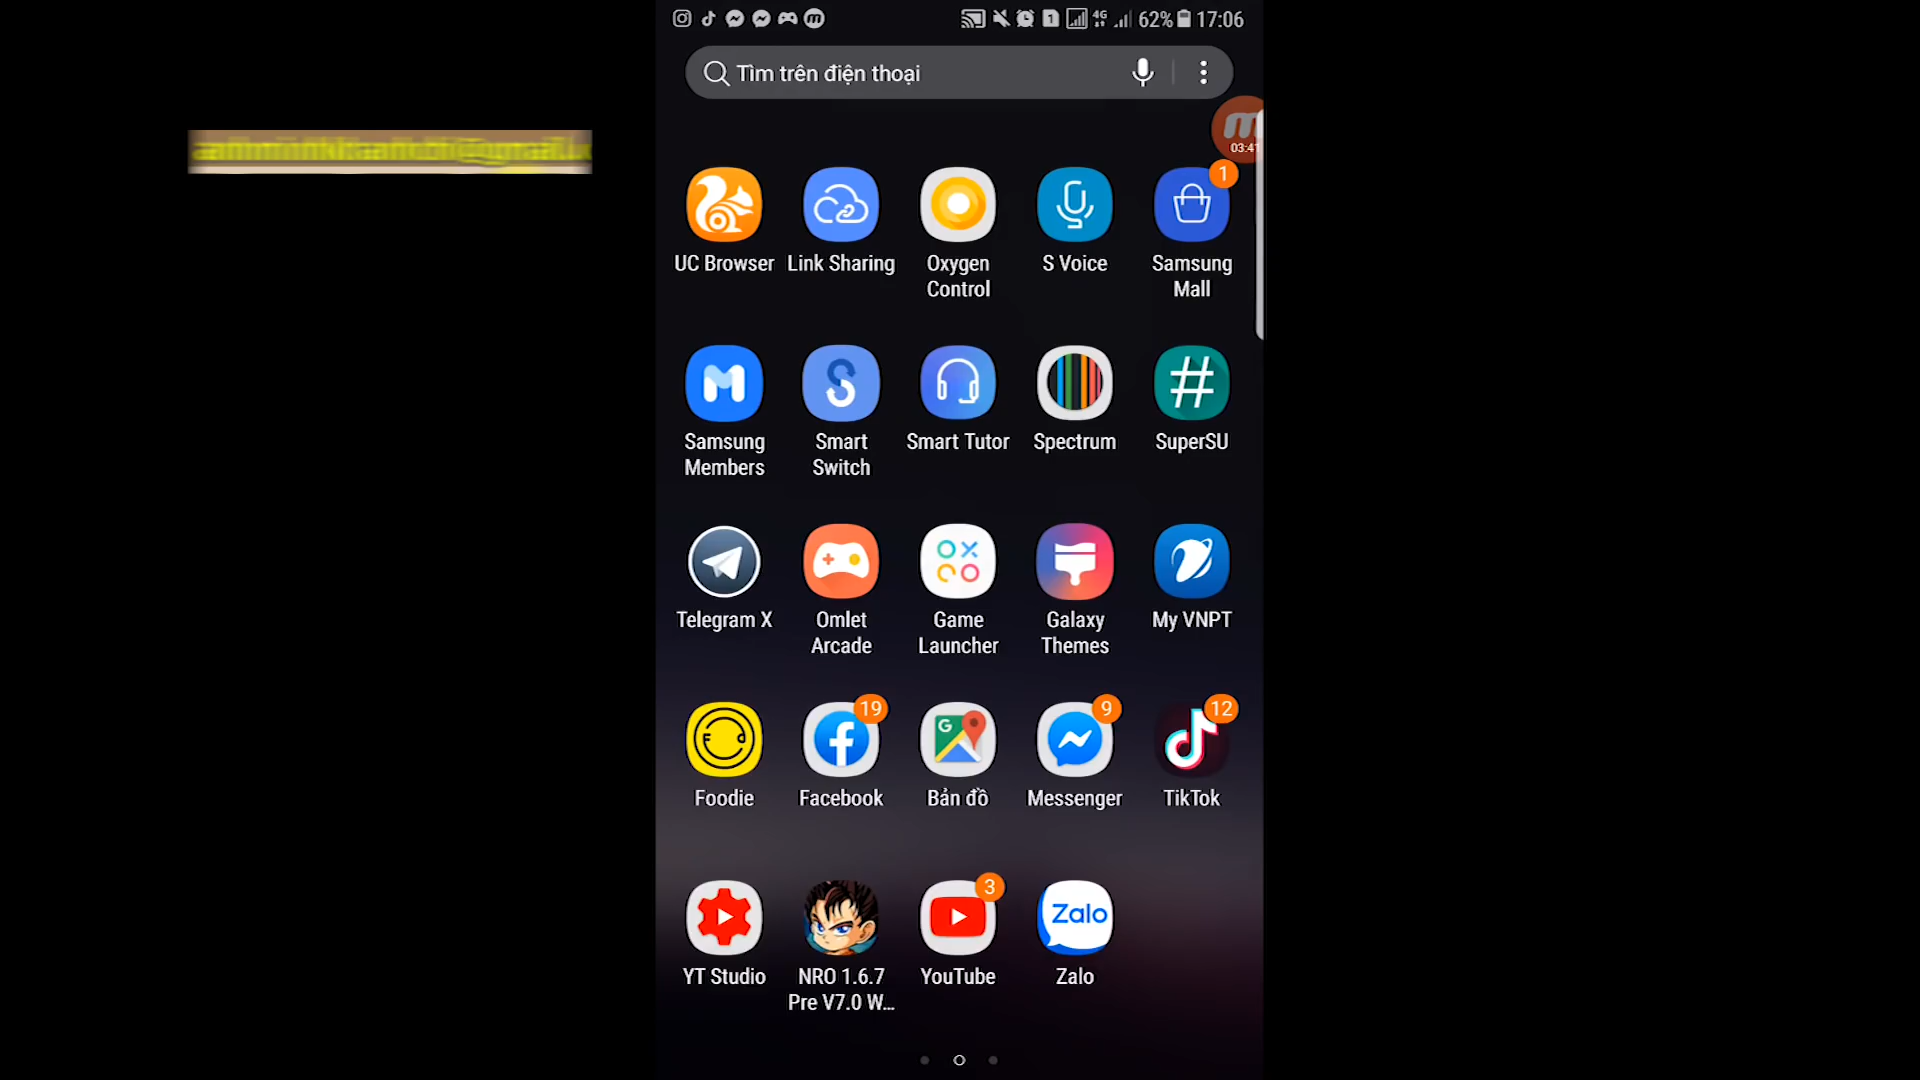 62% 17:06
Tìm trên điện thoại
03:41
1
UC Browser
Link Sharing
Oxygen
Control
S Voice
Samsung
Mall
Samsung
Members
Smart
Switch
Smart Tutor
Spectrum
SuperSU
Telegram X
Omlet
Arcade
Game
Launcher
Galaxy
Themes
My VNPT
19
9
12
Foodie
Facebook
Bản đồ
Messenger
TikTok
3
Zalo
YT Studio
NRO 1.6.7
Pre V7.0 W...
YouTube
Zalo